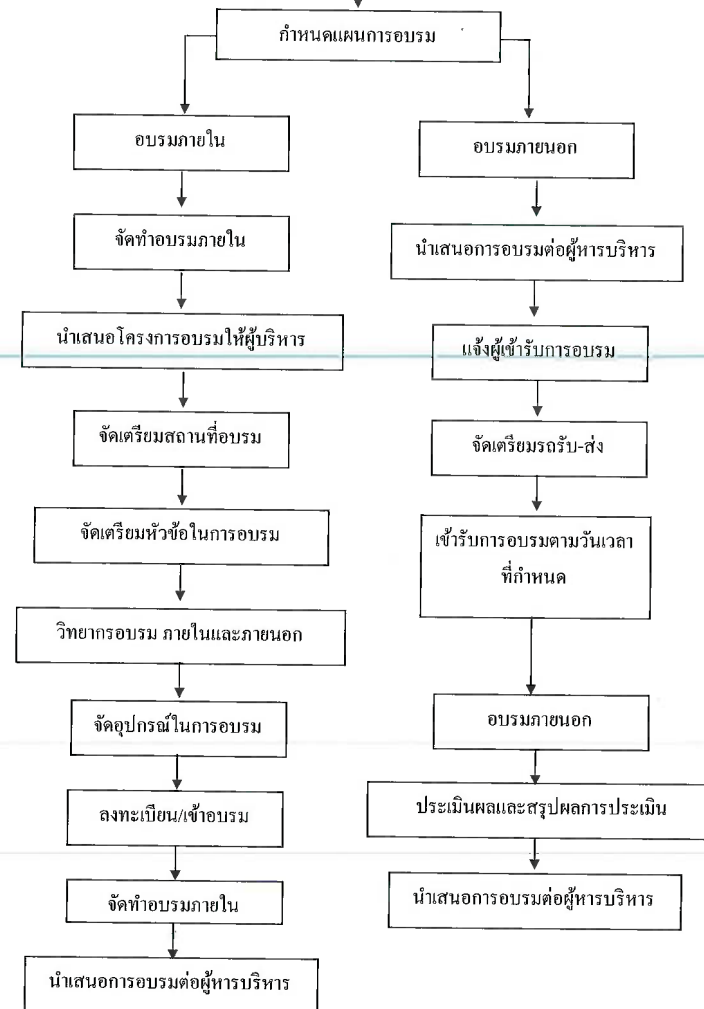 กำหนดแผนการอบรม
อบรมภายใน
จัดทำอบรมภายใน
นำเสนอโครงการอบรมให้ผู้บริหาร
จัดเตรียมสถานที่อบรม
จัดเตรียมหัวข้อในการอบรม
วิทยากรอบรม ภายในและภายนอก
จัดอุปกรณ์ในการอบรม
ลงทะเบียน/เข้าอบรม
จัดทำอบรมภายใน
นำเสนอการอบรมต่อผู้หารบริหาร
อบรมภายนอก
นำเสนอการอบรมต่อผู้หารบริหาร
แจ้งผู้เข้ารับการอบรม
จัดเตรียมรถรับ-ส่ง
เข้ารับการอบรมตามวันเวลา
ที่กำหนด
อบรมภายนอก
ประเมินผลและสรุปผลการประเมิน
นำเสนอการอบรมต่อผู้หารบริหาร